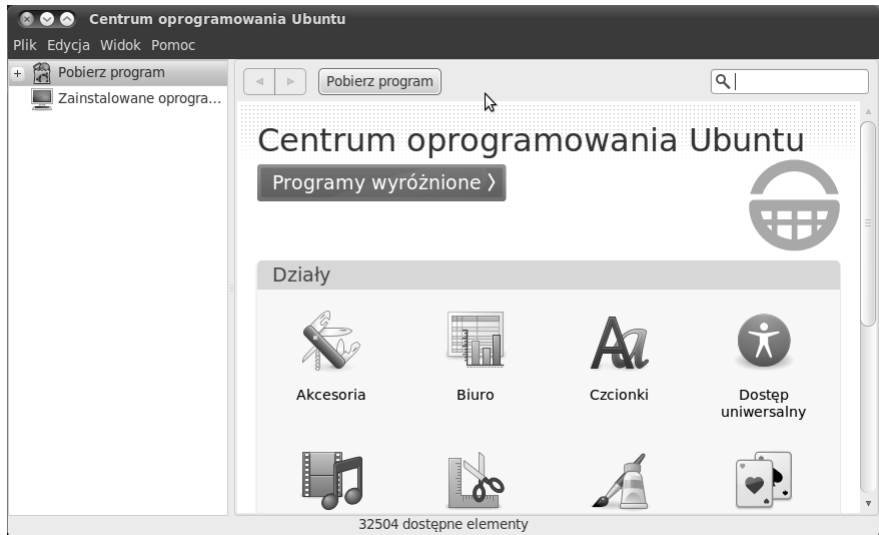 Centrum oprogramowania Ubuntu
Plik Edycja Widok Pomoc
Pobierz program
Zainstalowane oprogra...
Pobierz program
Centrum oprogramowania Ubuntu
Programy wyróżnione
Działy
Akcesoria
Biuro
Czcionki
Dostęp
uniwersalny
32504 dostępne elementy